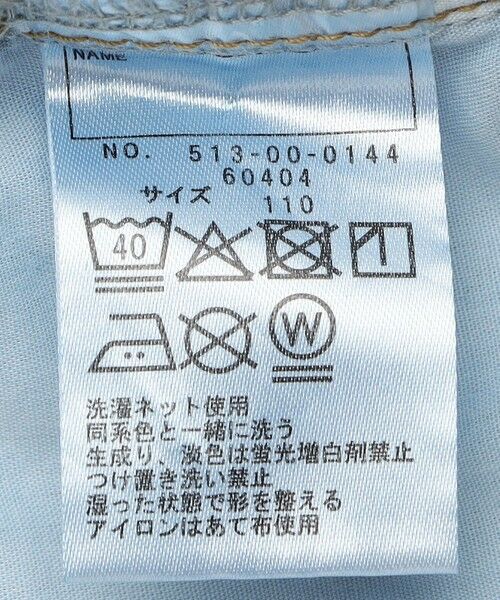 NAME
NO. 513-00-0144
60404
サイズ 110
40
W
洗濯ネット使用
同系色と一緒に洗う
生成り、淡色は蛍光増白剤禁止
つけ置き洗い禁止
湿った状態で形を整える
アイロンはあて布使用